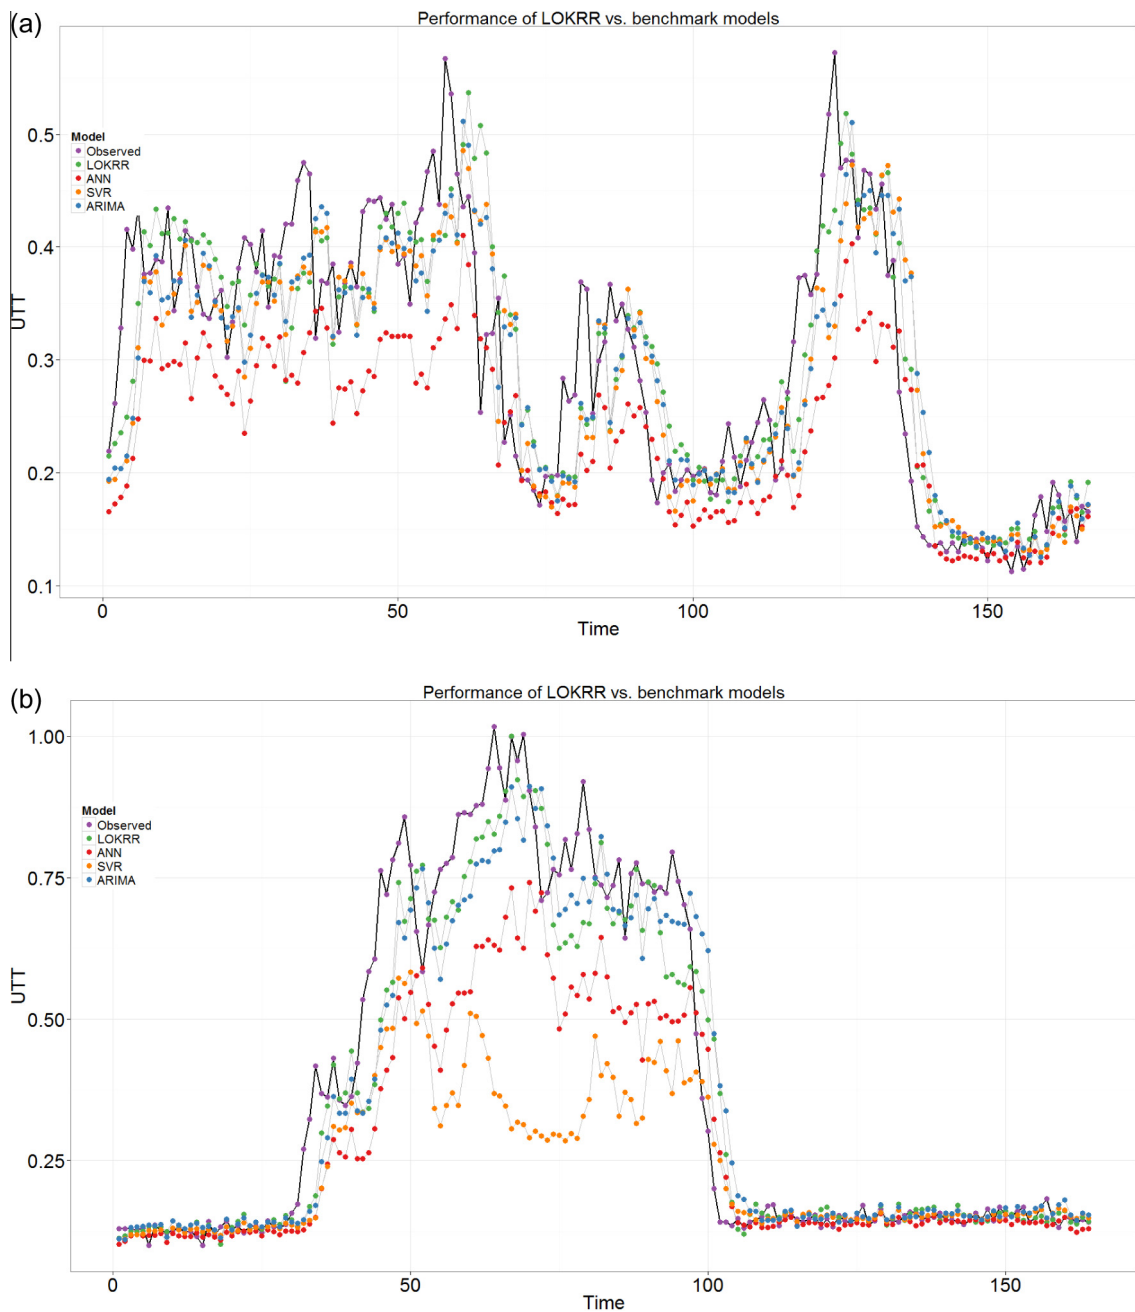 (a)
Performance of LOKRR vs. benchmark models
0.5
0.4
0.3
0.2
0.1
UTT
Model
Observed
LOKRR
ANN
SVR
ARIMA
0 50 100 150
Time
(b)
Performance of LOKRR vs. benchmark models
1.00
0.75
0.50
0.25
UTT
Model
Observed
LOKRR
ANN
SVR
ARIMA
0 50 100 150
Time